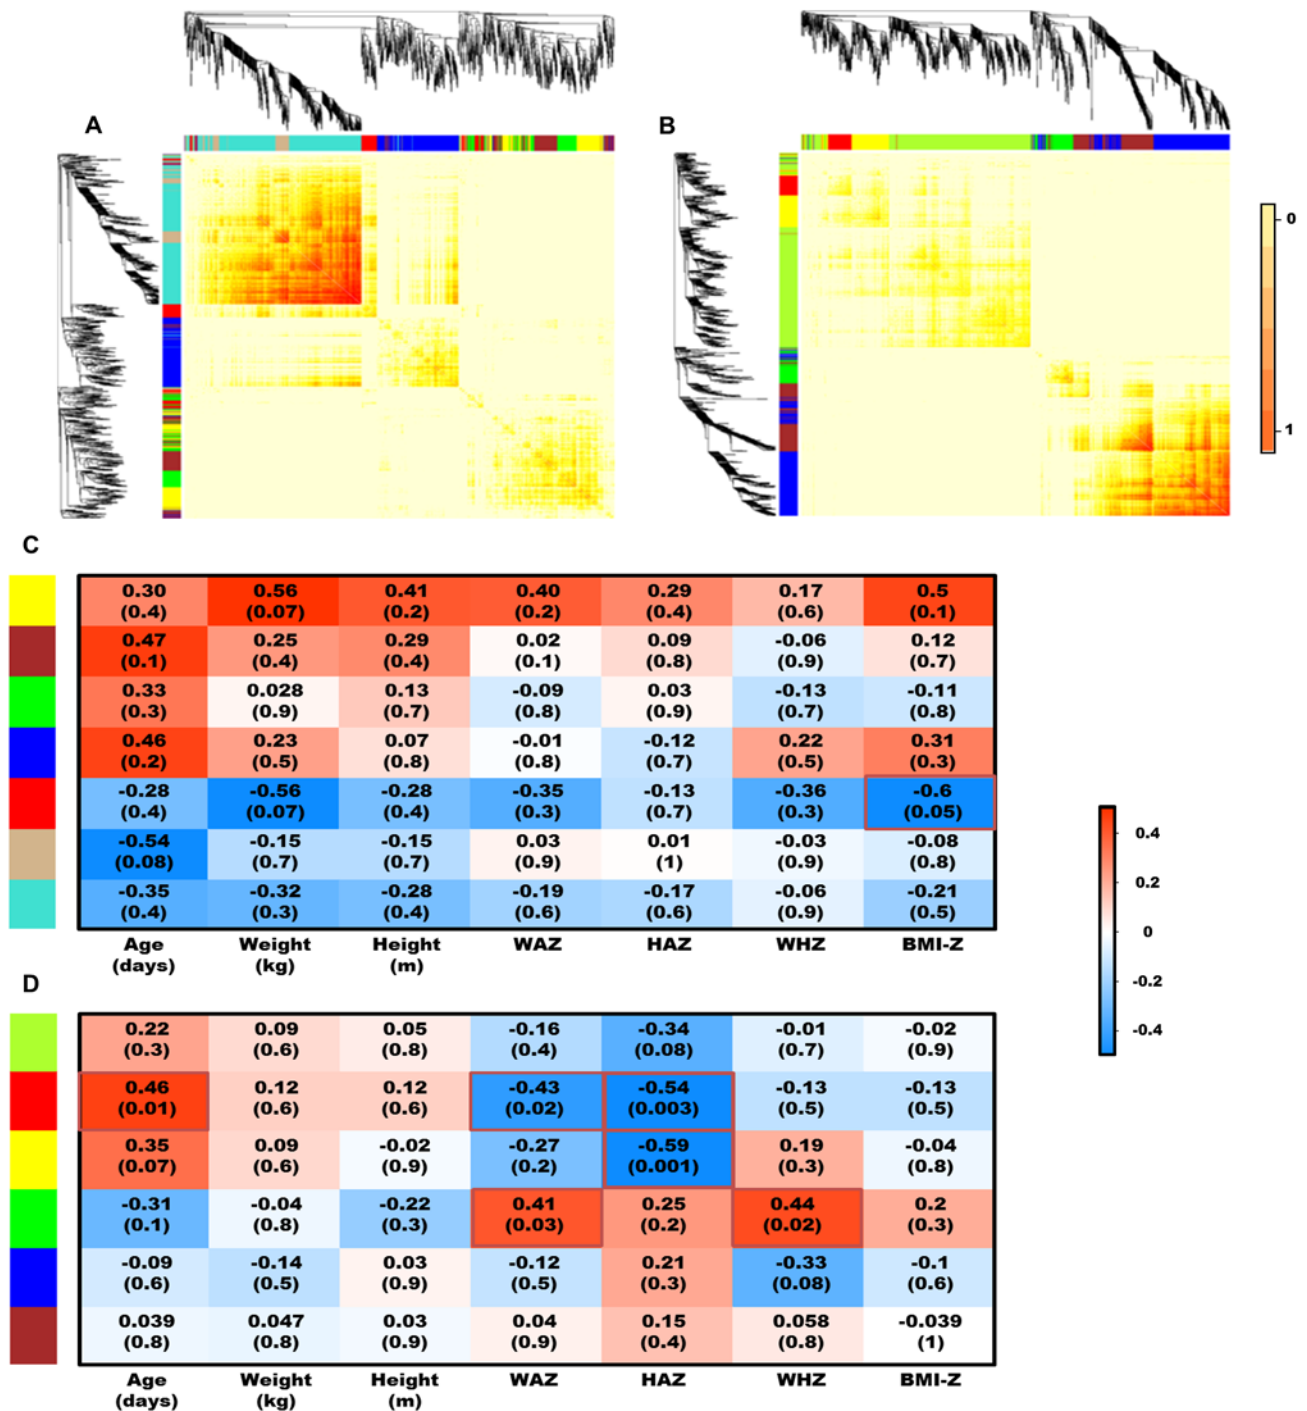 A
B
0
1
C
0.30 0.56 0.41 0.40 0.29 0.17 0.5
(0.4) (0.07) (0.2) (0.2) (0.4) (0.6) (0.1)
0.47 0.25 0.29 0.02 0.09 -0.06 0.12
(0.1) (0.4) (0.4) (0.1) (0.8) (0.9) (0.7)
0.33 0.028 0.13 -0.09 0.03 -0.13 -0.11
(0.3) (0.9) (0.7) (0.8) (0.9) (0.7) (0.8)
0.46 0.23 0.07 -0.01 -0.12 0.22 0.31
(0.2) (0.5) (0.8) (0.8) (0.7) (0.5) (0.3)
-0.28 -0.56 -0.28 -0.35 -0.13 -0.36 -0.6
(0.4) (0.07) (0.4) (0.3) (0.7) (0.3) (0.05)
-0.54 -0.15 -0.15 0.03 0.01 -0.03 -0.08
(0.08) (0.7) (0.7) (0.9) (1) (0.9) (0.8)
-0.35 -0.32 -0.28 -0.19 -0.17 -0.06 -0.21
(0.4) (0.3) (0.4) (0.6) (0.6) (0.9) (0.5)
Age Weight Height WAZ HAZ WHZ BMI-Z
(days) (kg) (m)
0.4
0.2
0
-0.2
-0.4
D
0.22 0.09 0.05 -0.16 -0.34 -0.01 -0.02
(0.3) (0.6) (0.8) (0.4) (0.08) (0.7) (0.9)
0.46 0.12 0.12 -0.43 -0.54 -0.13 -0.13
(0.01) (0.6) (0.6) (0.02) (0.003) (0.5) (0.5)
0.35 0.09 -0.02 -0.27 -0.59 0.19 -0.04
(0.07) (0.6) (0.9) (0.2) (0.001) (0.3) (0.8)
-0.31 -0.04 -0.22 0.41 0.25 0.44 0.2
(0.1) (0.8) (0.3) (0.03) (0.2) (0.02) (0.3)
-0.09 -0.14 0.03 -0.12 0.21 -0.33 -0.1
(0.6) (0.5) (0.9) (0.5) (0.3) (0.08) (0.6)
0.039 0.047 0.03 0.04 0.15 0.058 -0.039
(0.8) (0.8) (0.9) (0.9) (0.4) (0.8) (1)
Age Weight Height WAZ HAZ WHZ BMI-Z
(days) (kg) (m)